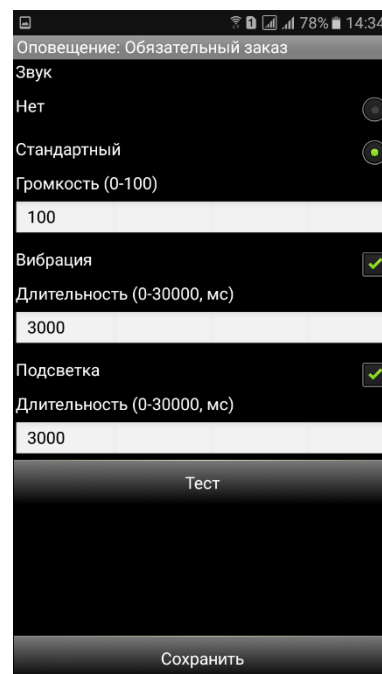 1 78% 14:34
Оповещение: Обязательный заказ
Звук
Нет
Стандартный
Громкость (0-100)
100
Вибрация
Длительность (0-30000, мс)
3000
Подсветка
Длительность (0-30000, мс)
3000
Тест
Сохранить